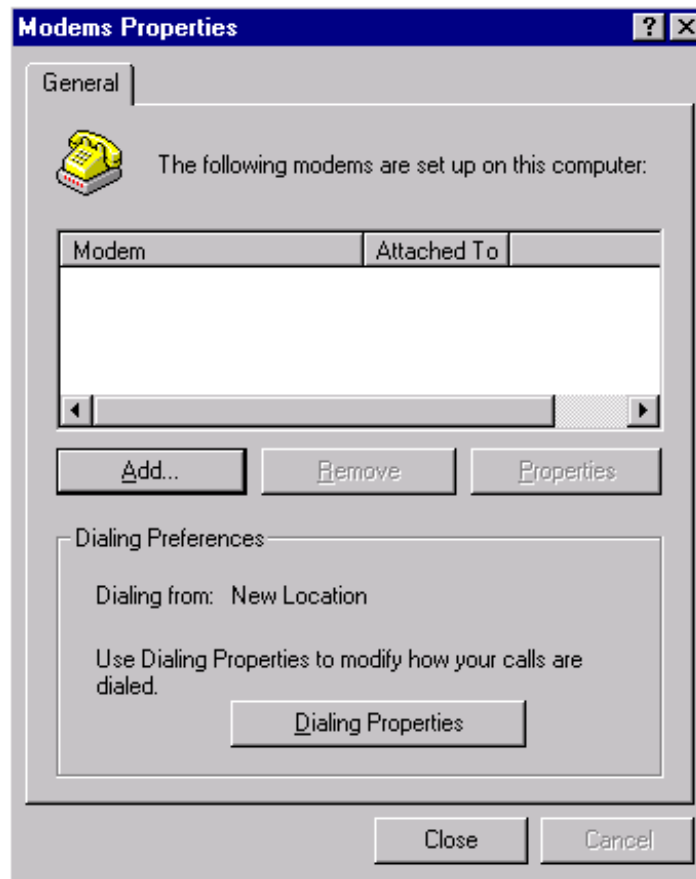 Modems Properties
General
The following modems are set up on this computer:
Modem Attached To
Add... Remove Properties
Dialing Preferences
Dialing from: New Location
Use Dialing Properties to modify how your calls are
dialed.
Dialing Properties
Close Cancel